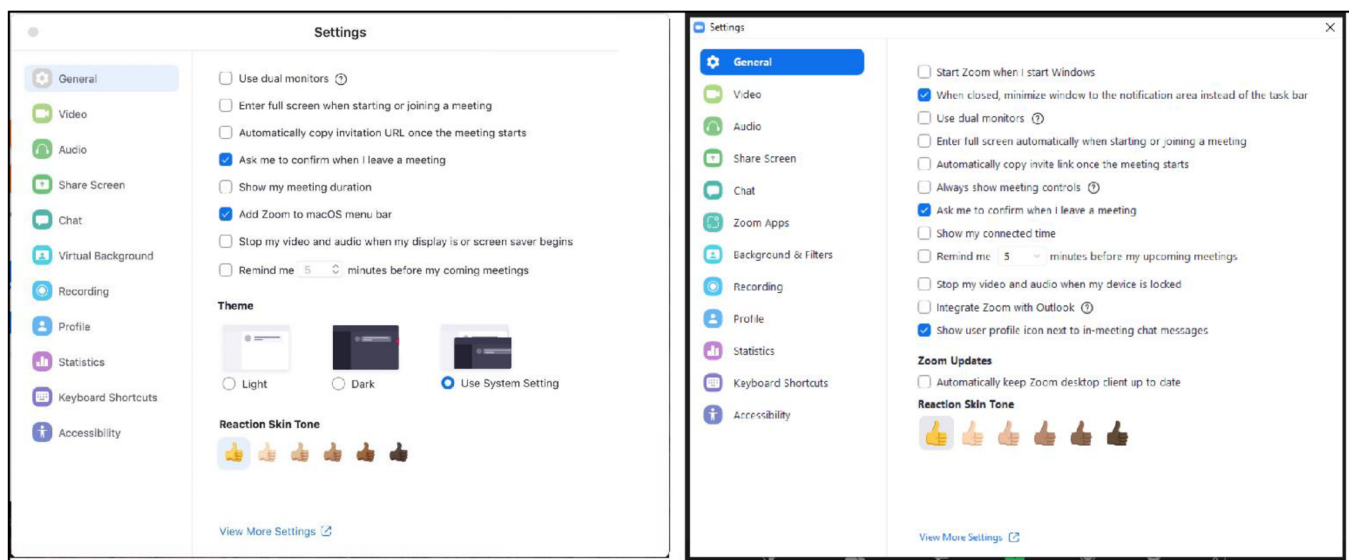 Settings
General
Video
Audio
Share Screen
Chat
Virtual Background
Recording
Profile
Statistics
Keyboard Shortcuts
Accessibility
Use dual monitors
Enter full screen when starting or joining a meeting
Automatically copy invitation URL once the meeting starts
Ask me to confirm when I leave a meeting
Show my meeting duration
Add Zoom to macOS menu bar
Stop my video and audio when my display is or screen saver begins
Remind me 5 minutes before my coming meetings
Theme
Light Dark Use System Setting
Reaction Skin Tone
View More Settings
Settings
General
Video
Audio
Share Screen
Chat
Zoom Apps
Background & Filters
Recording
Profile
Statistics
Keyboard Shortcuts
Accessibility
Start Zoom when I start Windows
When closed, minimize window to the notification area instead of the task bar
Use dual monitors
Enter full screen automatically when starting or joining a meeting
Automatically copy invite link once the meeting starts
Always show meeting controls
Ask me to confirm when I leave a meeting
Show my connected time
Remind me 5 minutes before my upcoming meetings
Stop my video and audio when my device is locked
Integrate Zoom with Outlook
Show user profile icon next to in-meeting chat messages
Zoom Updates
Automatically keep Zoom desktop client up to date
Reaction Skin Tone
View More Settings